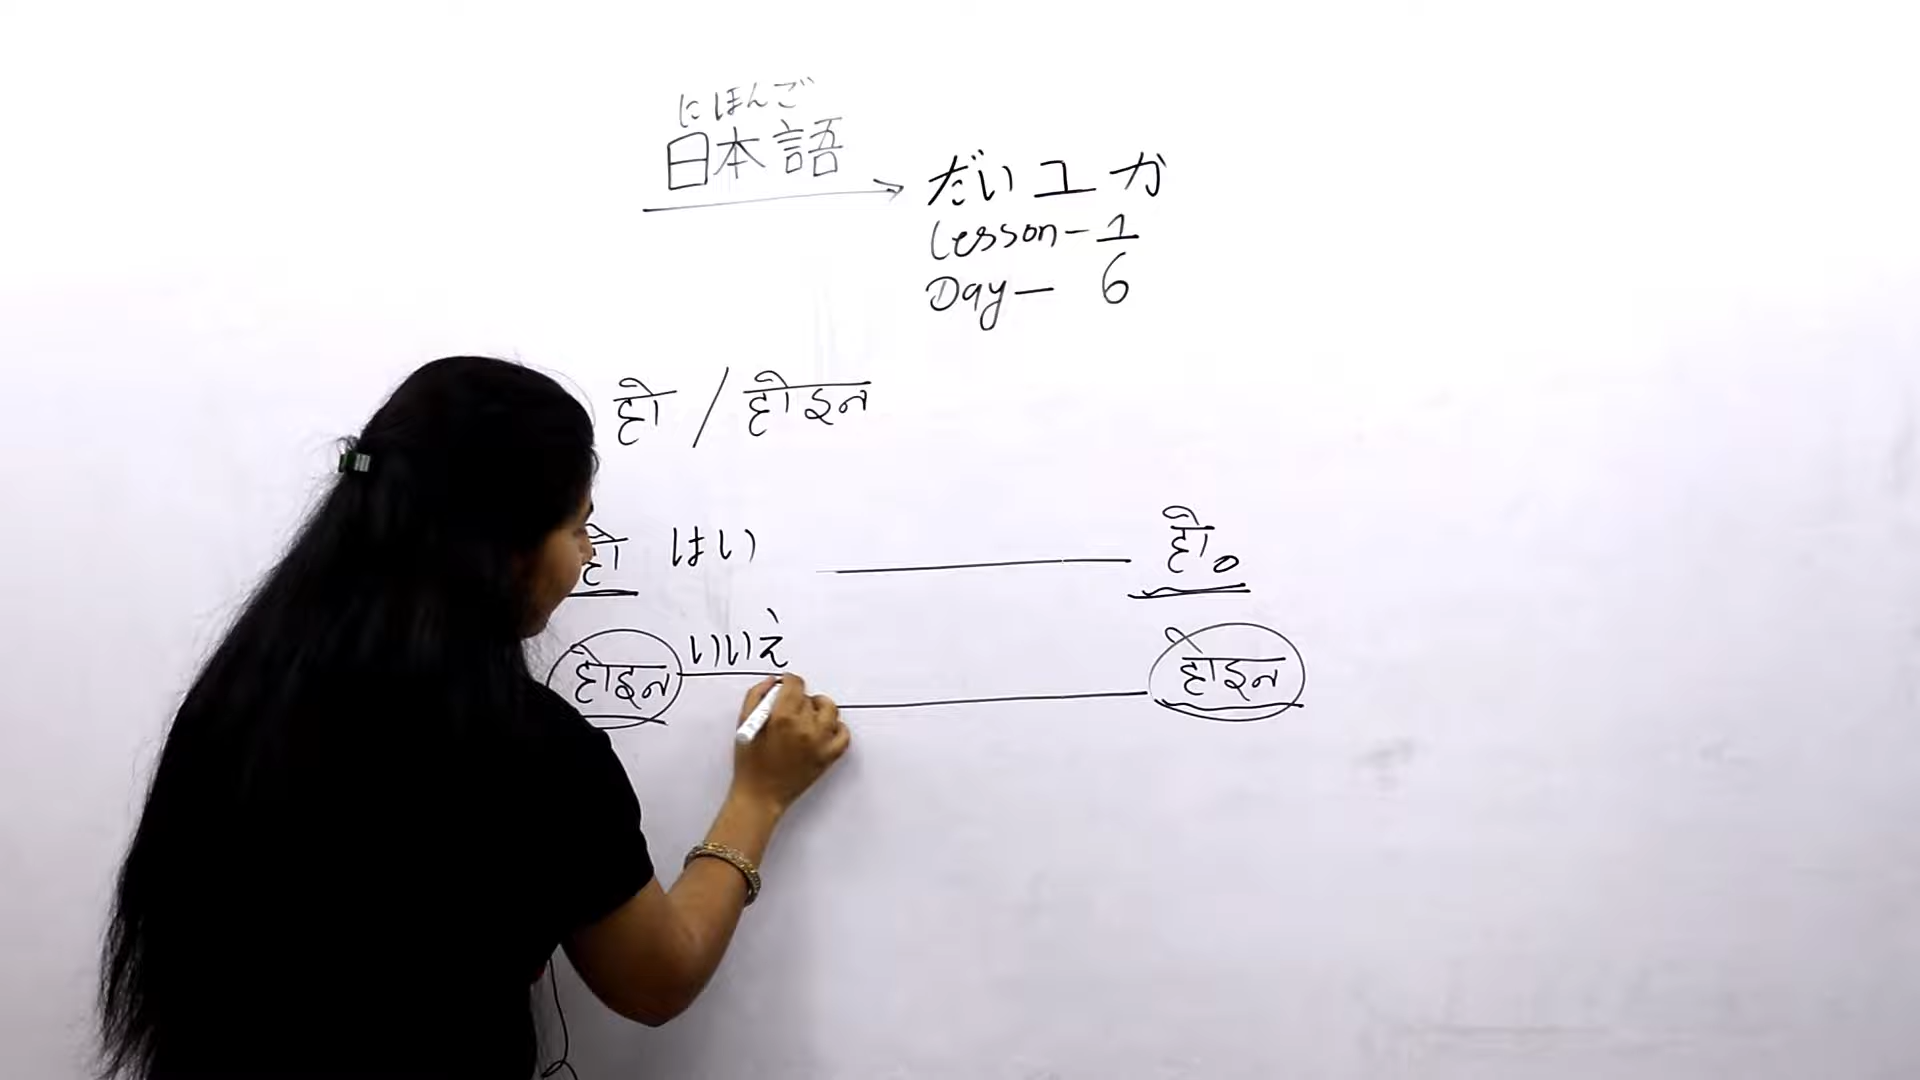 にほんご
日本語
だい1か
Lesson - 1
Day - 6
हो / होइन
हो はい हो。
होइन いいえ होइन